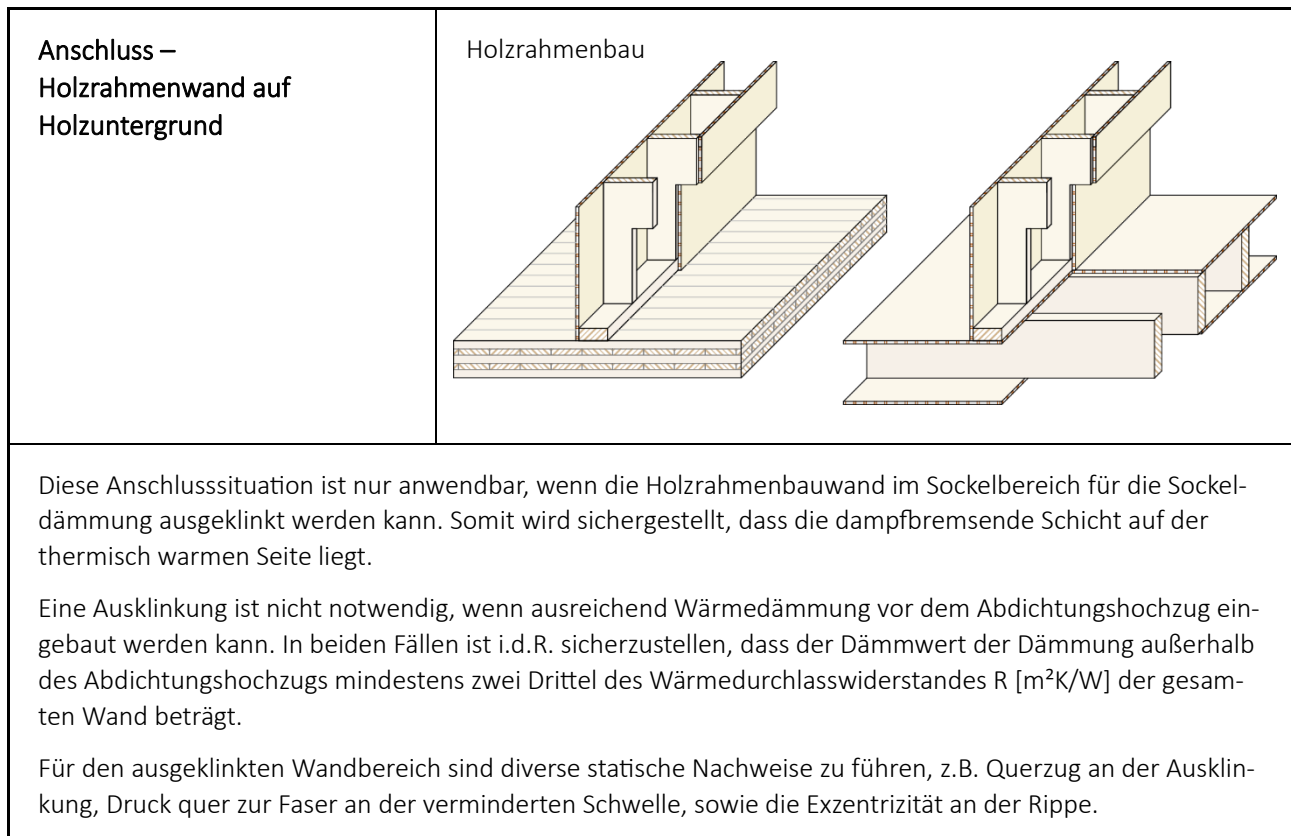 Anschluss –
Holzrahmenwand auf
Holzuntergrund
Holzrahmenbau
Diese Anschlusssituation ist nur anwendbar, wenn die Holzrahmenbauwand im Sockelbereich für die Sockel-
dämmung ausgeklinkt werden kann. Somit wird sichergestellt, dass die dampfbremsende Schicht auf der
thermisch warmen Seite liegt.
Eine Ausklinkung ist nicht notwendig, wenn ausreichend Wärmedämmung vor dem Abdichtungshochzug ein-
gebaut werden kann. In beiden Fällen ist i.d.R. sicherzustellen, dass der Dämmwert der Dämmung außerhalb
des Abdichtungshochzugs mindestens zwei Drittel des Wärmedurchlasswiderstandes R [m²K/W] der gesam-
ten Wand beträgt.
Für den ausgeklinkten Wandbereich sind diverse statische Nachweise zu führen, z.B. Querzug an der Ausklin-
kung, Druck quer zur Faser an der verminderten Schwelle, sowie die Exzentrizität an der Rippe.